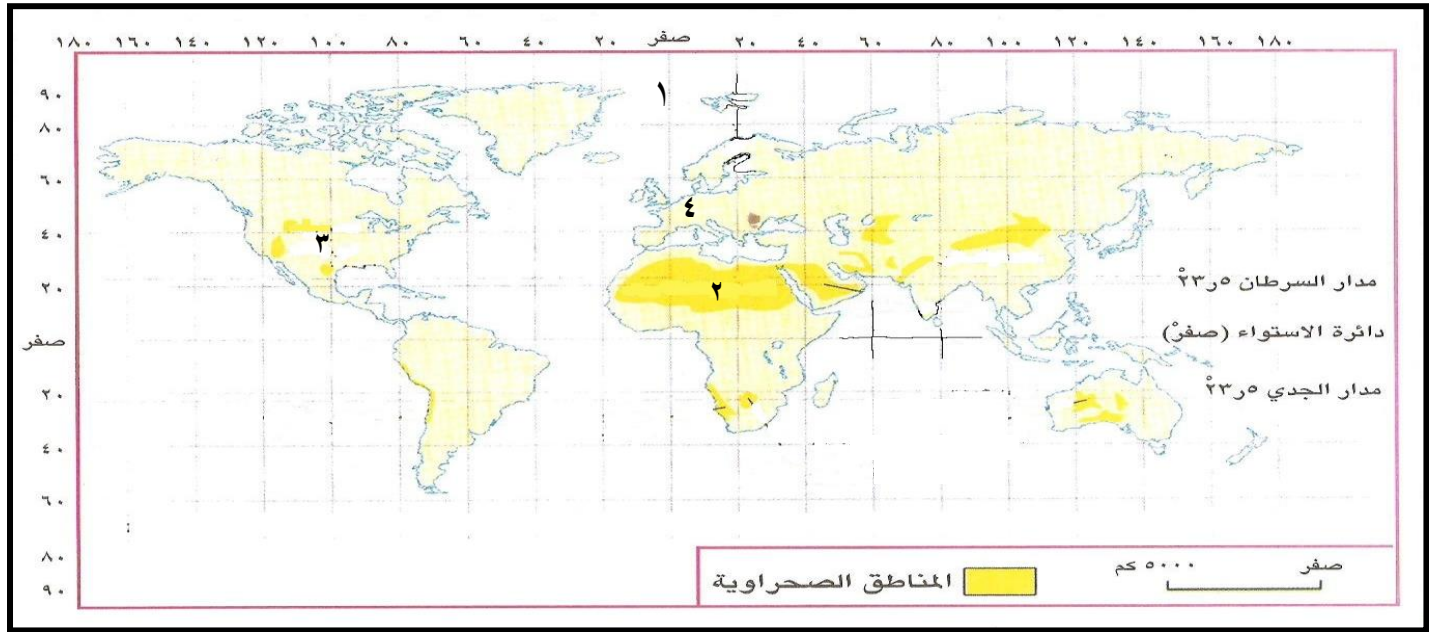 ١٨٠ ١٦٠ ١٤٠ ١٢٠ ١٠٠ ٨٠ ٦٠ ٤٠ ٢٠ صفر ٢٠ ٤٠ ٦٠ ٨٠ ١٠٠ ١٢٠ ١٤٠ ١٦٠ ١٨٠
٩٠
١
٨٠
٦٠
٤
٤٠
٣
٢٠
٢
مدار السرطان ٢٣٫٥°
صفر
دائرة الاستواء (صفر°)
٢٠
مدار الجدي ٢٣٫٥°
٤٠
٦٠
٨٠
٩٠
المناطق الصحراوية
صفر ٥٠٠٠ كم